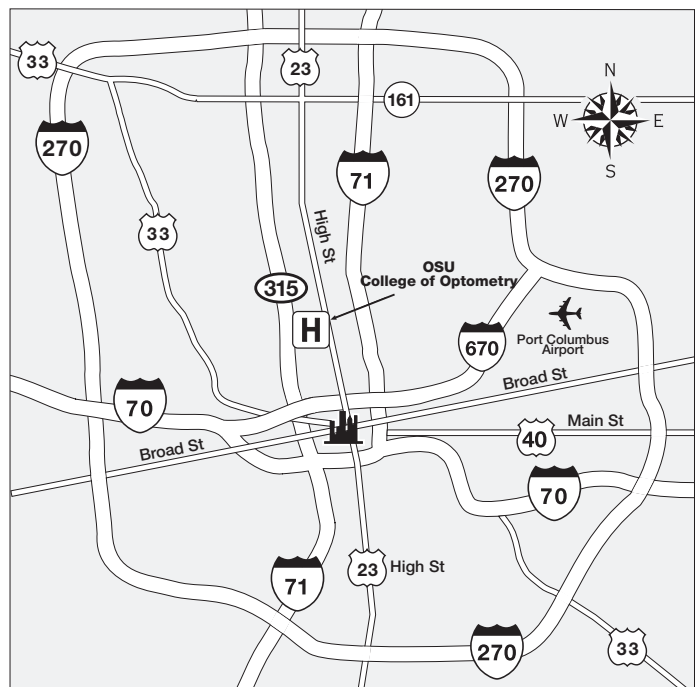 33
23
161
N
W
E
S
270
71
270
33
High St
OSU
College of Optometry
315
H
670
Port Columbus
Airport
Broad St
70
Main St
40
Broad St
70
23
High St
71
270
33